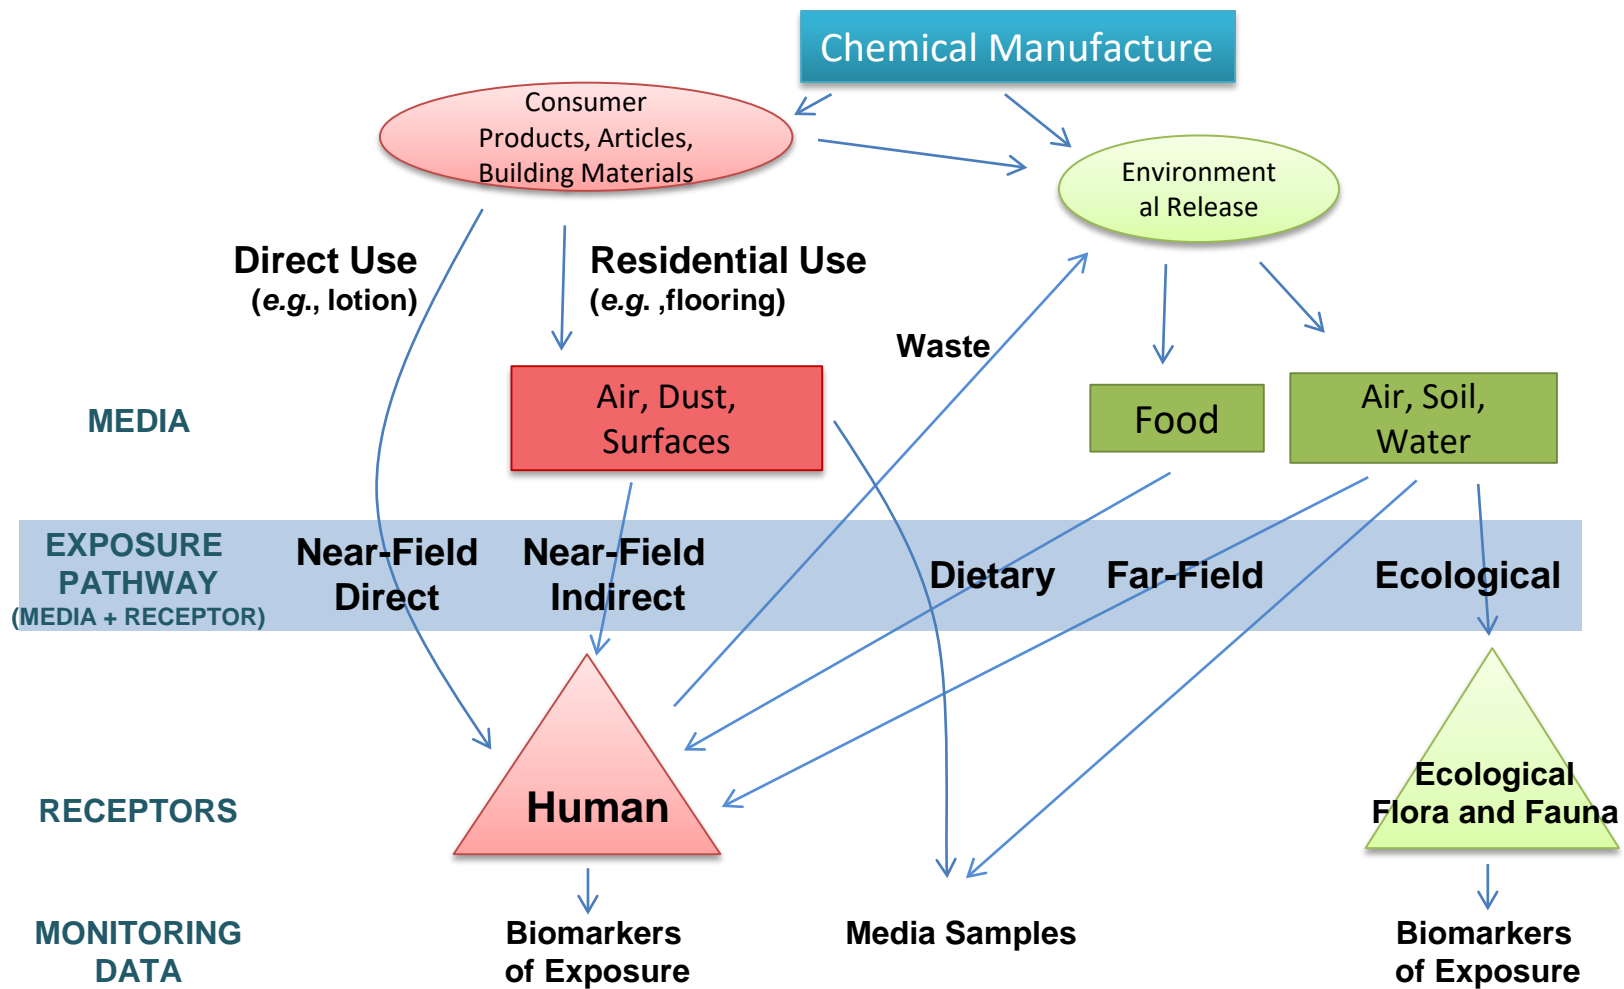 Chemical Manufacture
Consumer
Products, Articles,
Building Materials
Environment
al Release
Direct Use
(e.g., lotion)
Residential Use
(e.g. ,flooring)
Waste
MEDIA
Air, Dust,
Surfaces
Food
Air, Soil,
Water
EXPOSURE
PATHWAY
(MEDIA + RECEPTOR)
Near-Field
Direct
Near-Field
Indirect
Dietary
Far-Field
Ecological
RECEPTORS
Human
Ecological
Flora and Fauna
MONITORING
DATA
Biomarkers
of Exposure
Media Samples
Biomarkers
of Exposure